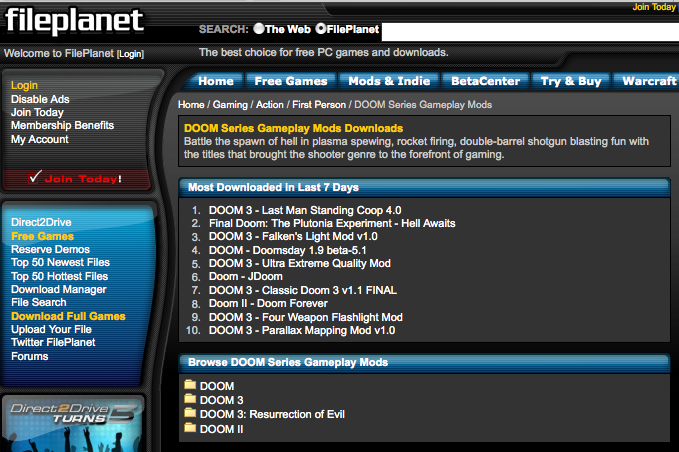 fileplanet
Join Today
SEARCH: The Web FilePlanet
Welcome to FilePlanet [Login]
The best choice for free PC games and downloads.
Login
Disable Ads
Join Today
Membership Benefits
My Account
Join Today!
Direct2Drive
Free Games
Reserve Demos
Top 50 Newest Files
Top 50 Hottest Files
Download Manager
File Search
Download Full Games
Upload Your File
Twitter FilePlanet
Forums
Direct2Drive
TURNS 5
Home Free Games Mods & Indie BetaCenter Try & Buy Warcraft
Home / Gaming / Action / First Person / DOOM Series Gameplay Mods
DOOM Series Gameplay Mods Downloads
Battle the spawn of hell in plasma spewing, rocket firing, double-barrel shotgun blasting fun with
the titles that brought the shooter genre to the forefront of gaming.
Most Downloaded in Last 7 Days
1. DOOM 3 - Last Man Standing Coop 4.0
2. Final Doom: The Plutonia Experiment - Hell Awaits
3. DOOM 3 - Falken's Light Mod v1.0
4. DOOM - Doomsday 1.9 beta-5.1
5. DOOM 3 - Ultra Extreme Quality Mod
6. Doom - JDoom
7. DOOM 3 - Classic Doom 3 v1.1 FINAL
8. Doom II - Doom Forever
9. DOOM 3 - Four Weapon Flashlight Mod
10. DOOM 3 - Parallax Mapping Mod v1.0
Browse DOOM Series Gameplay Mods
DOOM
DOOM 3
DOOM 3: Resurrection of Evil
DOOM II